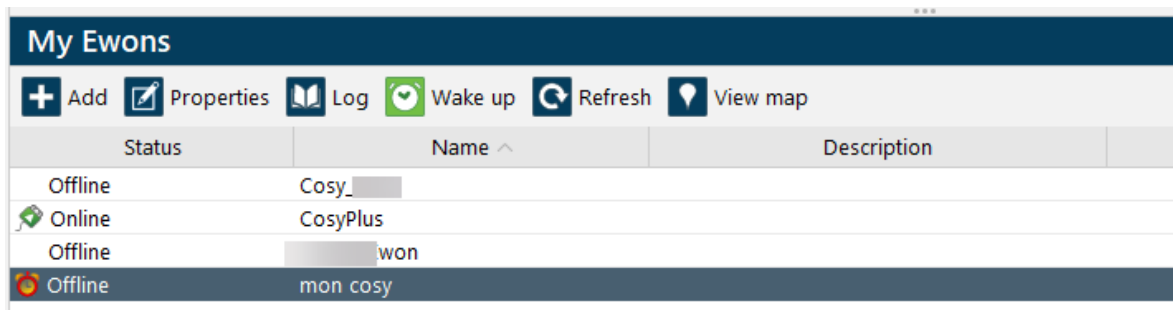 My Ewons
Add Properties Log Wake up Refresh View map
Status Name Description
Offline Cosy_
Online CosyPlus
Offline won
Offline mon cosy